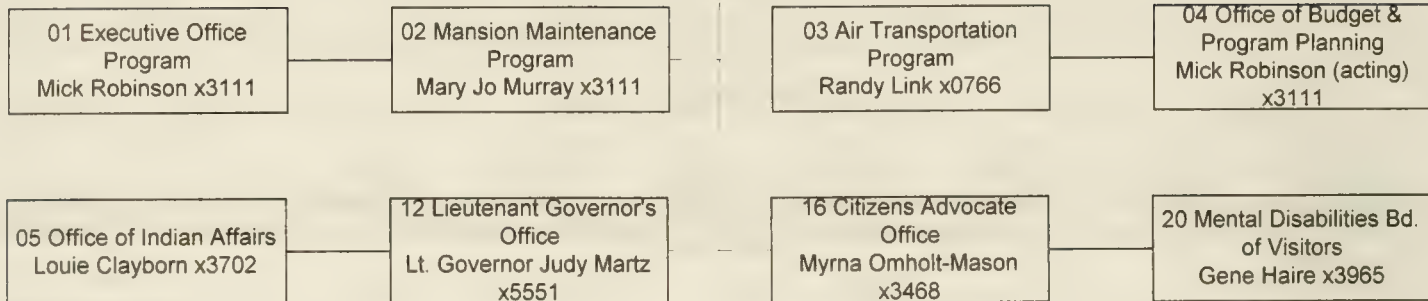 01 Executive Office
Program
Mick Robinson x3111
02 Mansion Maintenance
Program
Mary Jo Murray x3111
03 Air Transportation
Program
Randy Link x0766
04 Office of Budget &
Program Planning
Mick Robinson (acting)
x3111
05 Office of Indian Affairs
Louie Clayborn x3702
12 Lieutenant Governor's
Office
Lt. Governor Judy Martz
x5551
16 Citizens Advocate
Office
Myrna Omholt-Mason
x3468
20 Mental Disabilities Bd.
of Visitors
Gene Haire x3965